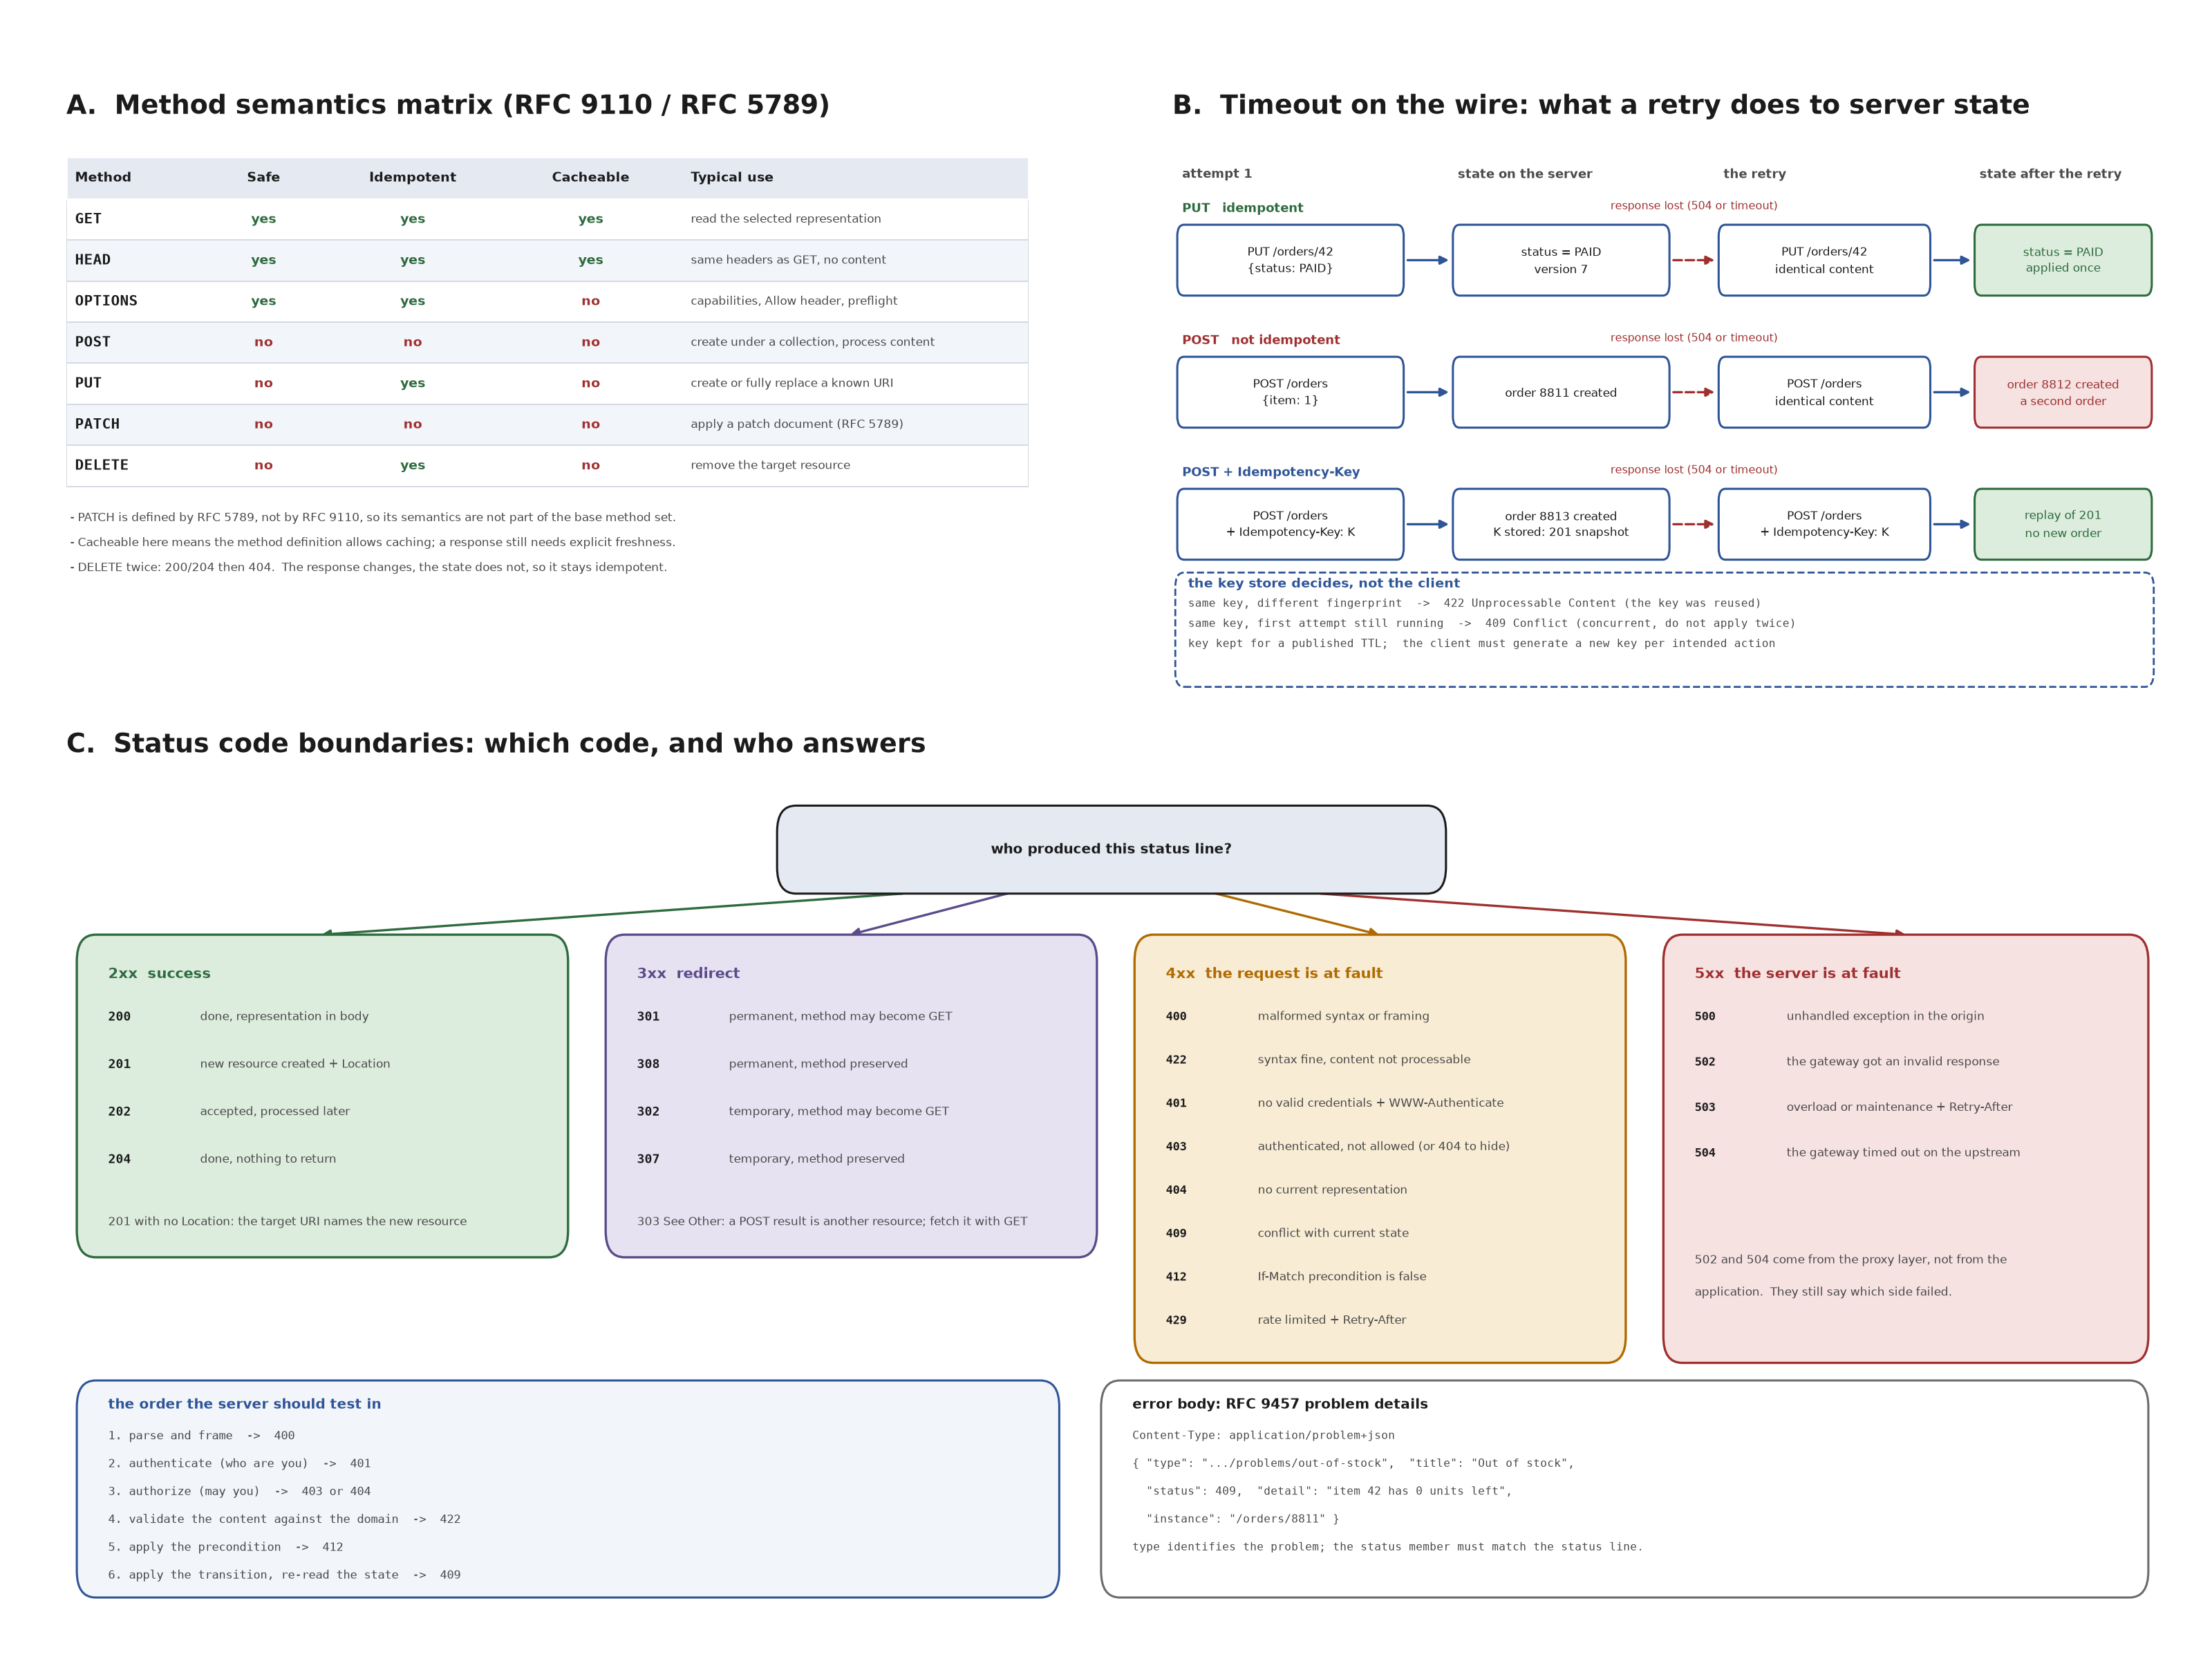 A.  Method semantics matrix (RFC 9110 / RFC 5789)
Method Safe Idempotent Cacheable Typical use
GET yes yes yes read the selected representation
HEAD yes yes yes same headers as GET, no content
OPTIONS yes yes no capabilities, Allow header, preflight
POST no no no create under a collection, process content
PUT no yes no create or fully replace a known URI
PATCH no no no apply a patch document (RFC 5789)
DELETE no yes no remove the target resource
- PATCH is defined by RFC 5789, not by RFC 9110, so its semantics are not part of the base method set.
- Cacheable here means the method definition allows caching; a response still needs explicit freshness.
- DELETE twice: 200/204 then 404.  The response changes, the state does not, so it stays idempotent.
B.  Timeout on the wire: what a retry does to server state
attempt 1 state on the server the retry state after the retry
PUT   idempotent
response lost (504 or timeout)
PUT /orders/42
{status: PAID}
status = PAID
version 7
PUT /orders/42
identical content
status = PAID
applied once
POST   not idempotent
response lost (504 or timeout)
POST /orders
{item: 1}
order 8811 created
POST /orders
identical content
order 8812 created
a second order
POST + Idempotency-Key
response lost (504 or timeout)
POST /orders
+ Idempotency-Key: K
order 8813 created
K stored: 201 snapshot
POST /orders
+ Idempotency-Key: K
replay of 201
no new order
the key store decides, not the client
same key, different fingerprint  ->  422 Unprocessable Content (the key was reused)
same key, first attempt still running  ->  409 Conflict (concurrent, do not apply twice)
key kept for a published TTL;  the client must generate a new key per intended action
C.  Status code boundaries: which code, and who answers
who produced this status line?
2xx  success
200 done, representation in body
201 new resource created + Location
202 accepted, processed later
204 done, nothing to return
201 with no Location: the target URI names the new resource
3xx  redirect
301 permanent, method may become GET
308 permanent, method preserved
302 temporary, method may become GET
307 temporary, method preserved
303 See Other: a POST result is another resource; fetch it with GET
4xx  the request is at fault
400 malformed syntax or framing
422 syntax fine, content not processable
401 no valid credentials + WWW-Authenticate
403 authenticated, not allowed (or 404 to hide)
404 no current representation
409 conflict with current state
412 If-Match precondition is false
429 rate limited + Retry-After
5xx  the server is at fault
500 unhandled exception in the origin
502 the gateway got an invalid response
503 overload or maintenance + Retry-After
504 the gateway timed out on the upstream
502 and 504 come from the proxy layer, not from the
application.  They still say which side failed.
the order the server should test in
1. parse and frame  ->  400
2. authenticate (who are you)  ->  401
3. authorize (may you)  ->  403 or 404
4. validate the content against the domain  ->  422
5. apply the precondition  ->  412
6. apply the transition, re-read the state  ->  409
error body: RFC 9457 problem details
Content-Type: application/problem+json
{ "type": ".../problems/out-of-stock",  "title": "Out of stock",
"status": 409,  "detail": "item 42 has 0 units left",
"instance": "/orders/8811" }
type identifies the problem; the status member must match the status line.